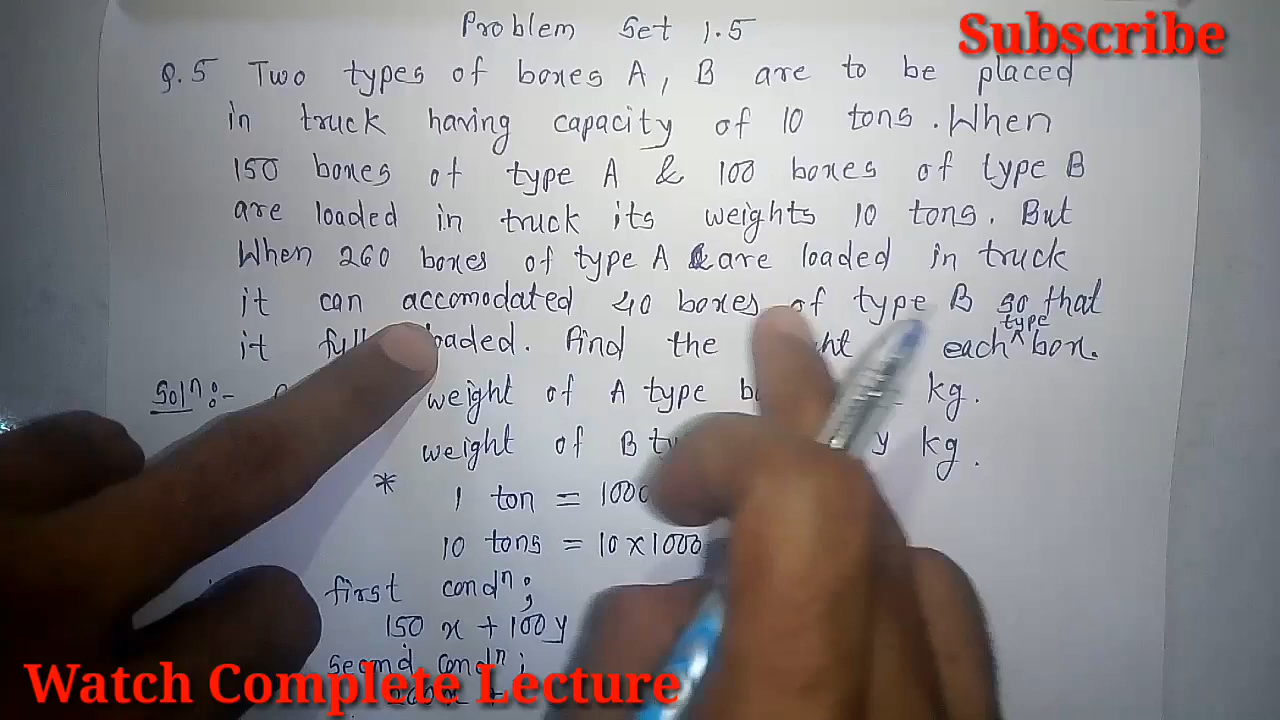 Problem Set 1.5
Subscribe
Q.5 Two types of boxes A, B are to be placed
in truck having capacity of 10 tons. When
150 boxes of type A & 100 boxes of type B
are loaded in truck its weights 10 tons. But
When 260 boxes of type A & are loaded in truck
it can accomodated 40 boxes of type B so that
it loaded. Find the each type box.
Soln:- weight of A type kg.
weight of B y kg.
* 1 ton = 1000
10 tons = 10 x 1000
first condn;
150 x + 100y
second condn;
Watch Complete Lecture